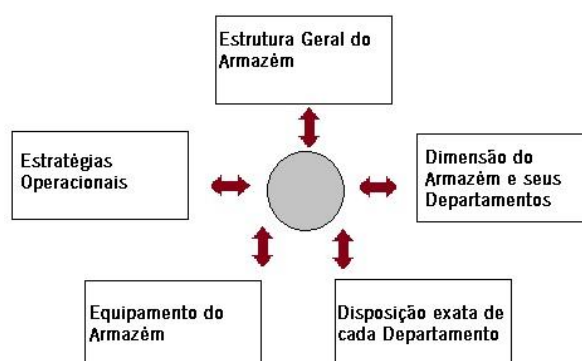 Estrutura Geral do
Armazém
Estratégias
Operacionais
Dimensão do
Armazém e seus
Departamentos
Equipamento do
Armazém
Disposição exata de
cada Departamento